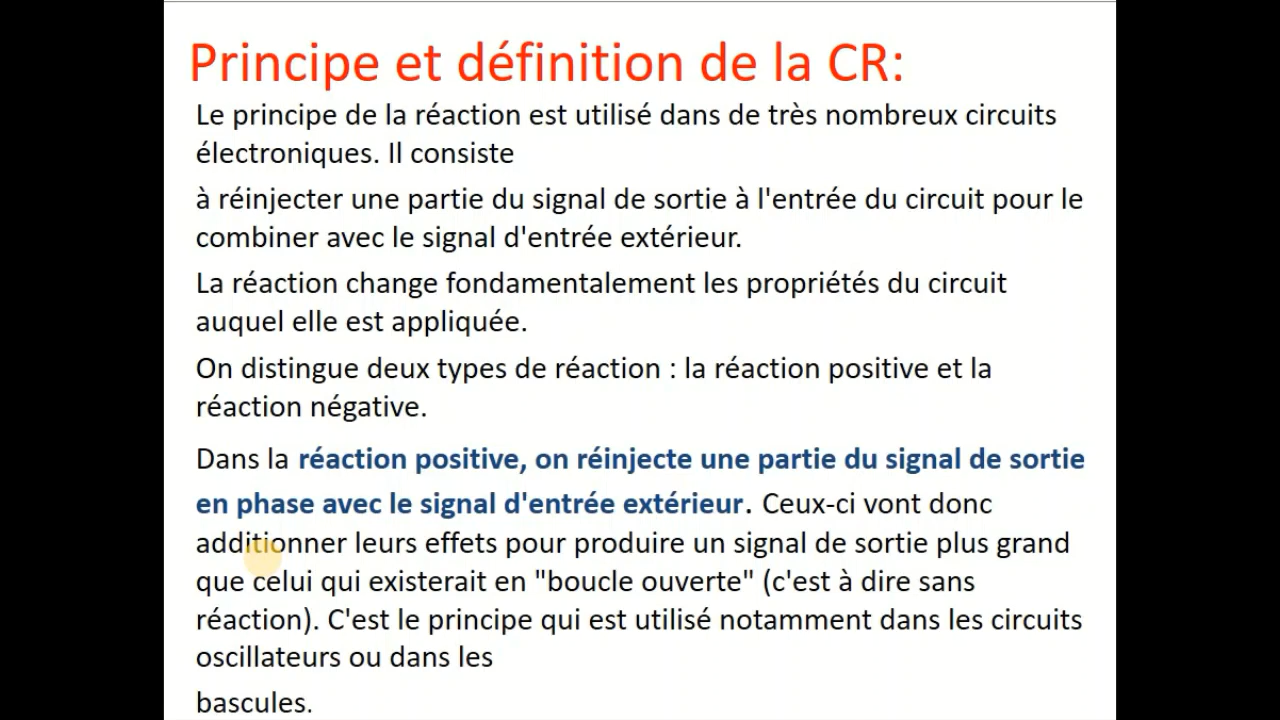 Principe et définition de la CR:
Le principe de la réaction est utilisé dans de très nombreux circuits
électroniques. Il consiste
à réinjecter une partie du signal de sortie à l'entrée du circuit pour le
combiner avec le signal d'entrée extérieur.
La réaction change fondamentalement les propriétés du circuit
auquel elle est appliquée.
On distingue deux types de réaction : la réaction positive et la
réaction négative.
Dans la réaction positive, on réinjecte une partie du signal de sortie
en phase avec le signal d'entrée extérieur. Ceux-ci vont donc
additionner leurs effets pour produire un signal de sortie plus grand
que celui qui existerait en "boucle ouverte" (c'est à dire sans
réaction). C'est le principe qui est utilisé notamment dans les circuits
oscillateurs ou dans les
bascules.